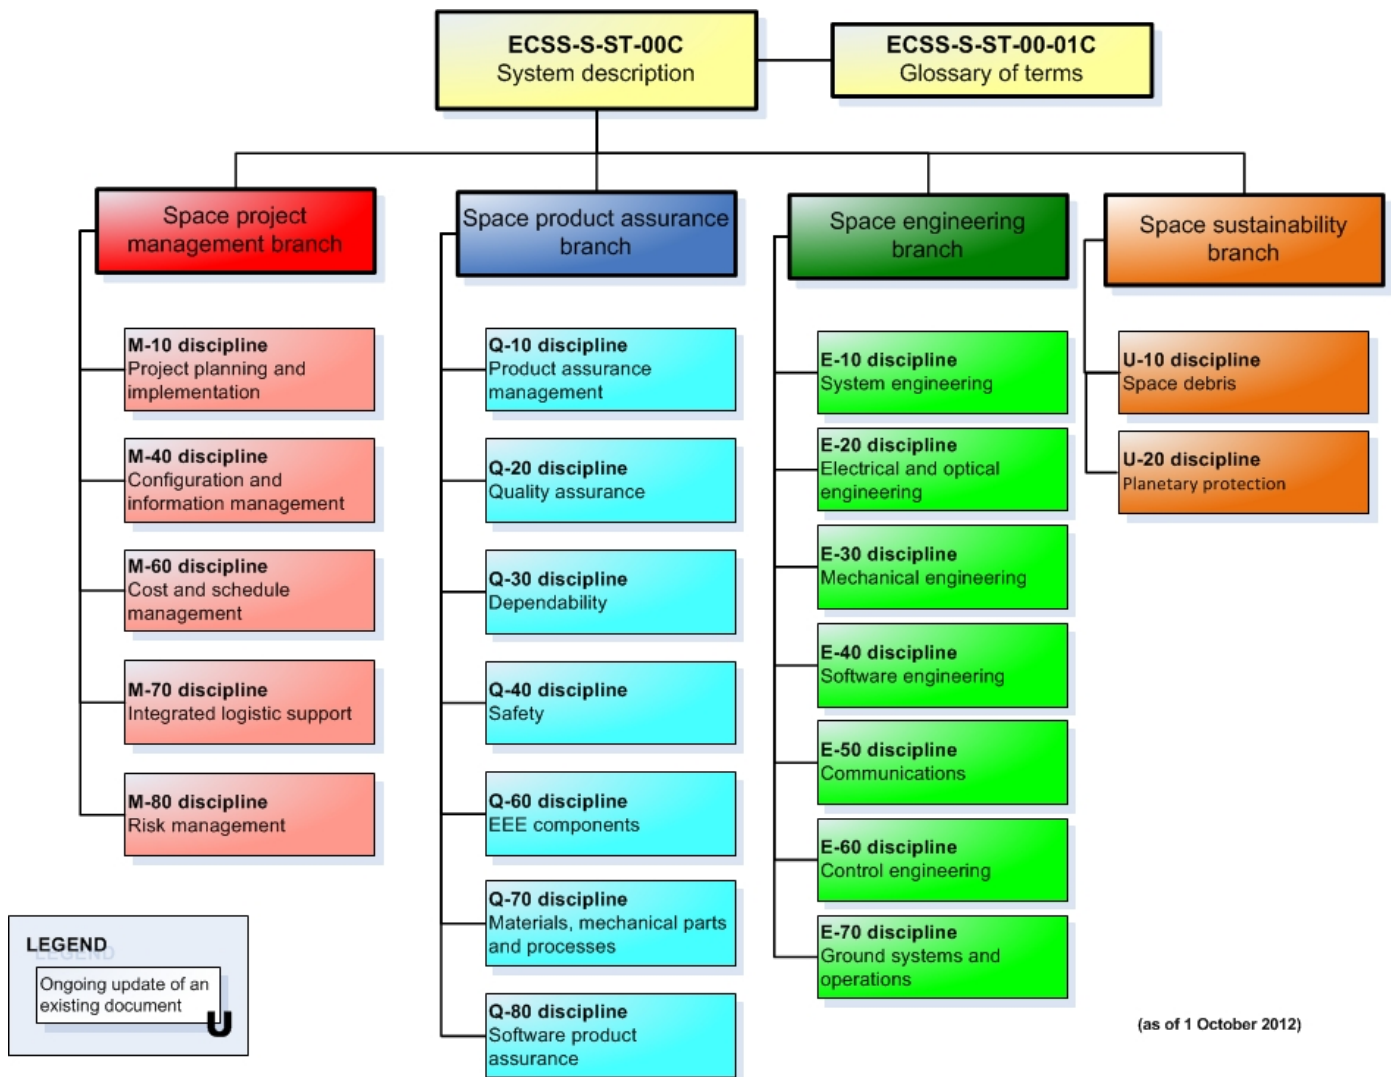 ECSS-S-ST-00C
System description
ECSS-S-ST-00-01C
Glossary of terms
Space project
management branch
M-10 discipline
Project planning and
implementation
M-40 discipline
Configuration and
information management
M-60 discipline
Cost and schedule
management
M-70 discipline
Integrated logistic support
M-80 discipline
Risk management
Space product assurance
branch
Q-10 discipline
Product assurance
management
Q-20 discipline
Quality assurance
Q-30 discipline
Dependability
Q-40 discipline
Safety
Q-60 discipline
EEE components
Q-70 discipline
Materials, mechanical parts
and processes
Q-80 discipline
Software product
assurance
Space engineering
branch
E-10 discipline
System engineering
E-20 discipline
Electrical and optical
engineering
E-30 discipline
Mechanical engineering
E-40 discipline
Software engineering
E-50 discipline
Communications
E-60 discipline
Control engineering
E-70 discipline
Ground systems and
operations
Space sustainability
branch
U-10 discipline
Space debris
U-20 discipline
Planetary protection
LEGEND
Ongoing update of an
existing document
U
(as of 1 October 2012)